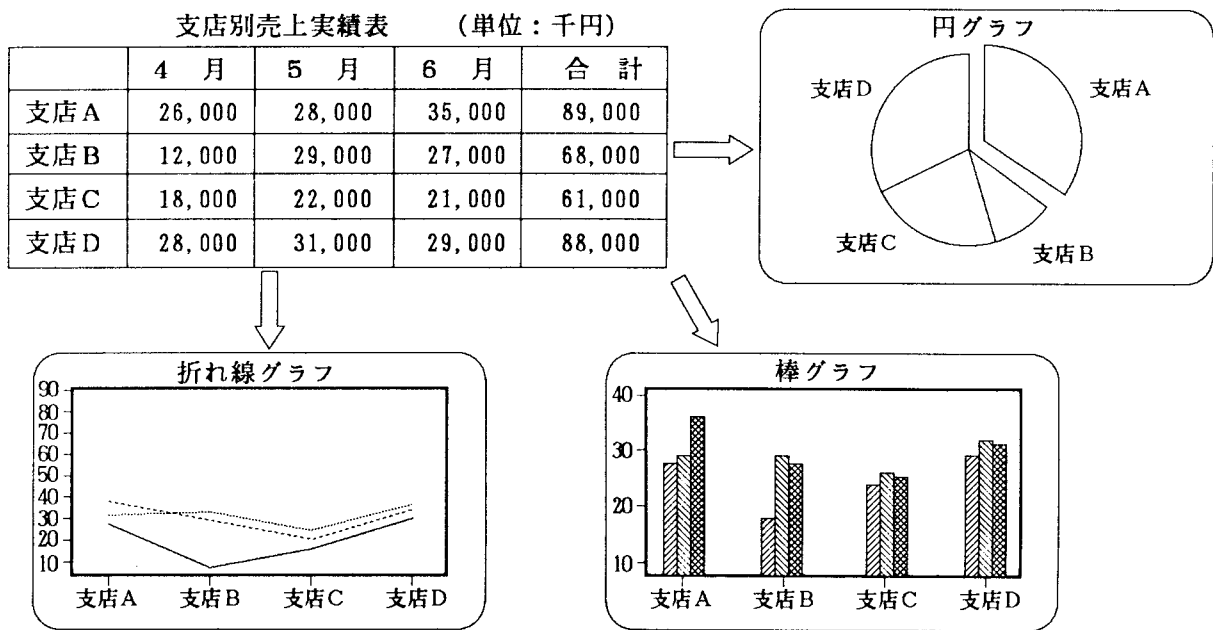 支店別売上実績表 (単位：千円)
4 月 5 月 6 月 合 計
支店A 26,000 28,000 35,000 89,000
支店B 12,000 29,000 27,000 68,000
支店C 18,000 22,000 21,000 61,000
支店D 28,000 31,000 29,000 88,000
円グラフ
支店D
支店A
支店C
支店B
折れ線グラフ
90
80
70
60
50
40
30
20
10
支店A 支店B 支店C 支店D
棒グラフ
40
30
20
10
支店A 支店B 支店C 支店D